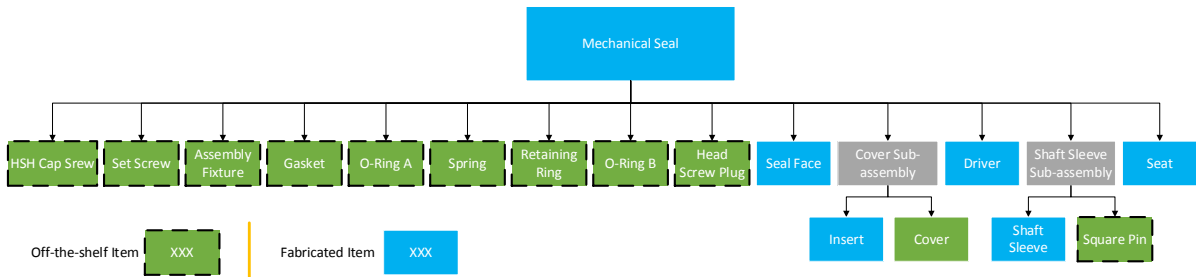 Mechanical Seal
HSH Cap Srew
Set Screw
Assembly
Fixture
Gasket
O-Ring A
Spring
Retaining
Ring
O-Ring B
Head
Screw Plug
Seal Face
Cover Sub-
assembly
Driver
Shaft Sleeve
Sub-assembly
Seat
Insert
Cover
Shaft
Sleeve
Square Pin
Off-the-shelf Item
XXX
Fabricated Item
XXX